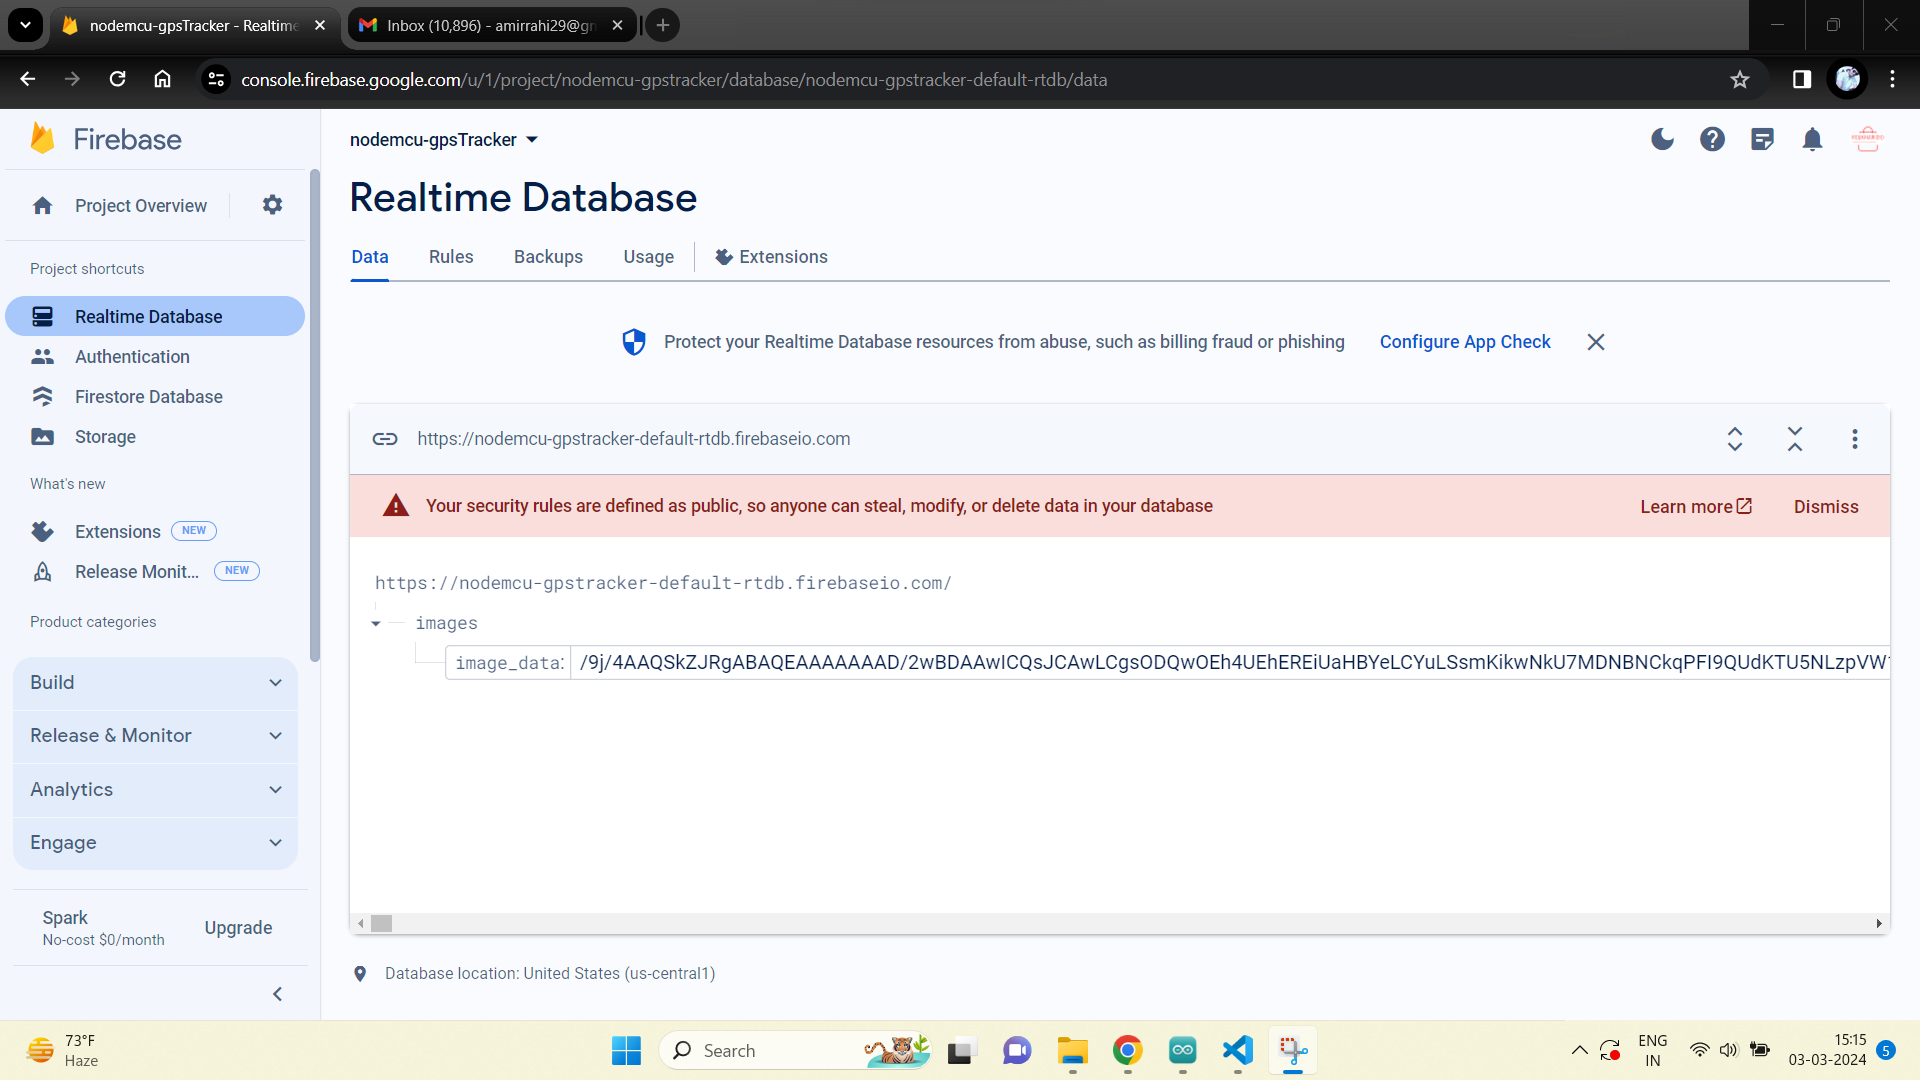 nodemcu-gpsTracker - Realtime
Inbox (10,896) - amirrahi29@gn
console.firebase.google.com/u/1/project/nodemcu-gpstracker/database/nodemcu-gpstracker-default-rtdb/data
Firebase
Project Overview
Project shortcuts
Realtime Database
Authentication
Firestore Database
Storage
What's new
Extensions NEW
Release Monit... NEW
Product categories
Build
Release & Monitor
Analytics
Engage
Spark
No-cost $0/month
Upgrade
nodemcu-gpsTracker
Realtime Database
Data Rules Backups Usage Extensions
Protect your Realtime Database resources from abuse, such as billing fraud or phishing Configure App Check
https://nodemcu-gpstracker-default-rtdb.firebaseio.com
Your security rules are defined as public, so anyone can steal, modify, or delete data in your database Learn more Dismiss
https://nodemcu-gpstracker-default-rtdb.firebaseio.com/
images
image_data: /9j/4AAQSkZJRgABAQEAAAAAAAD/2wBDAAwICQsJCAwLCgsODQwOEh4UEhEREiUaHBYeLCYuLSsmKikwNkU7MDNBNCkqPFI9QUdKTU5NLzpVW
Database location: United States (us-central1)
73°F
Haze
Search
ENG
IN
15:15
03-03-2024
5